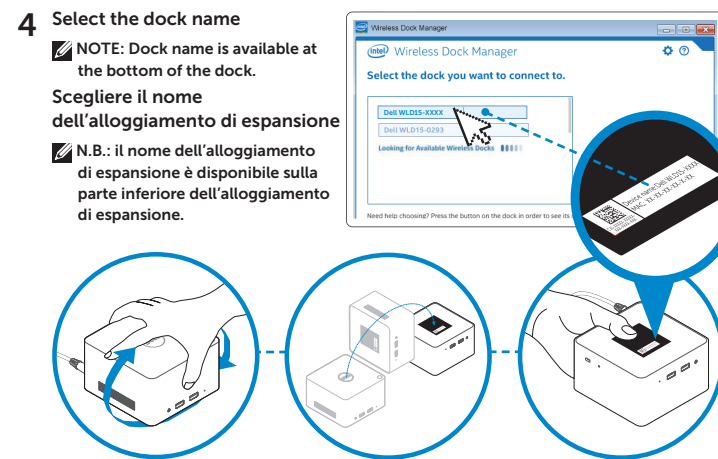 4 Select the dock name
NOTE: Dock name is available at
the bottom of the dock.
Scegliere il nome
dell'alloggiamento di espansione
N.B.: il nome dell'alloggiamento
di espansione è disponibile sulla
parte inferiore dell'alloggiamento
di espansione.
Wireless Dock Manager
intel Wireless Dock Manager
Select the dock you want to connect to.
Dell WLD15-XXXX
Dell WLD15-0293
Looking for Available Wireless Docks
Need help choosing? Press the button on the dock in order to see its
Device name:Dell WLD15-XXXX
MAC: XX-XX-XX-XX-X-XX